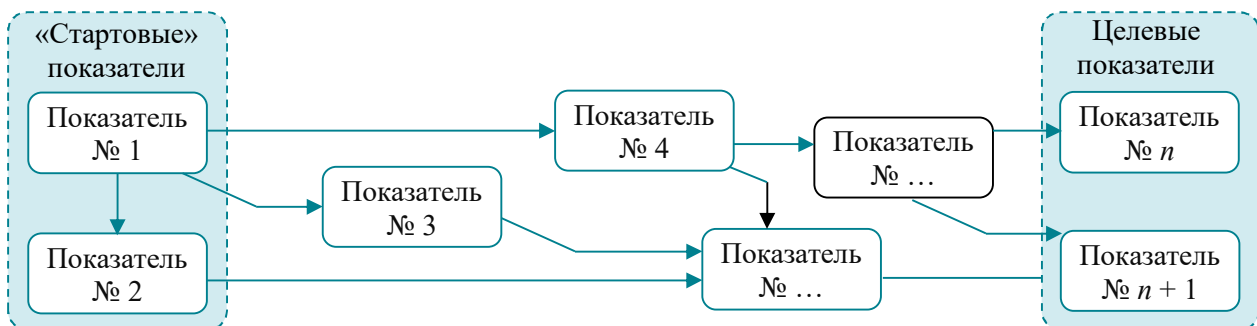 «Стартовые»
показатели
Показатель
№ 1
Показатель
№ 2
Показатель
№ 3
Показатель
№ 4
Показатель
№ …
Показатель
№ …
Целевые
показатели
Показатель
№ n
Показатель
№ n + 1